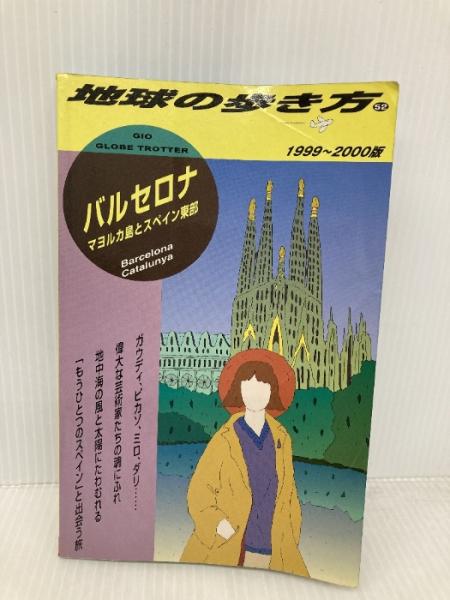 地球の歩き方 52
GIO
GLOBE TROTTER
1999〜2000版
バルセロナ
マヨルカ島とスペイン東部
Barcelona
Catalunya
ガウディ、ピカソ、ミロ、ダリ……
偉大な芸術家たちの魂にふれ
地中海の風と太陽にたわむれる
「もうひとつのスペイン」と出会う旅